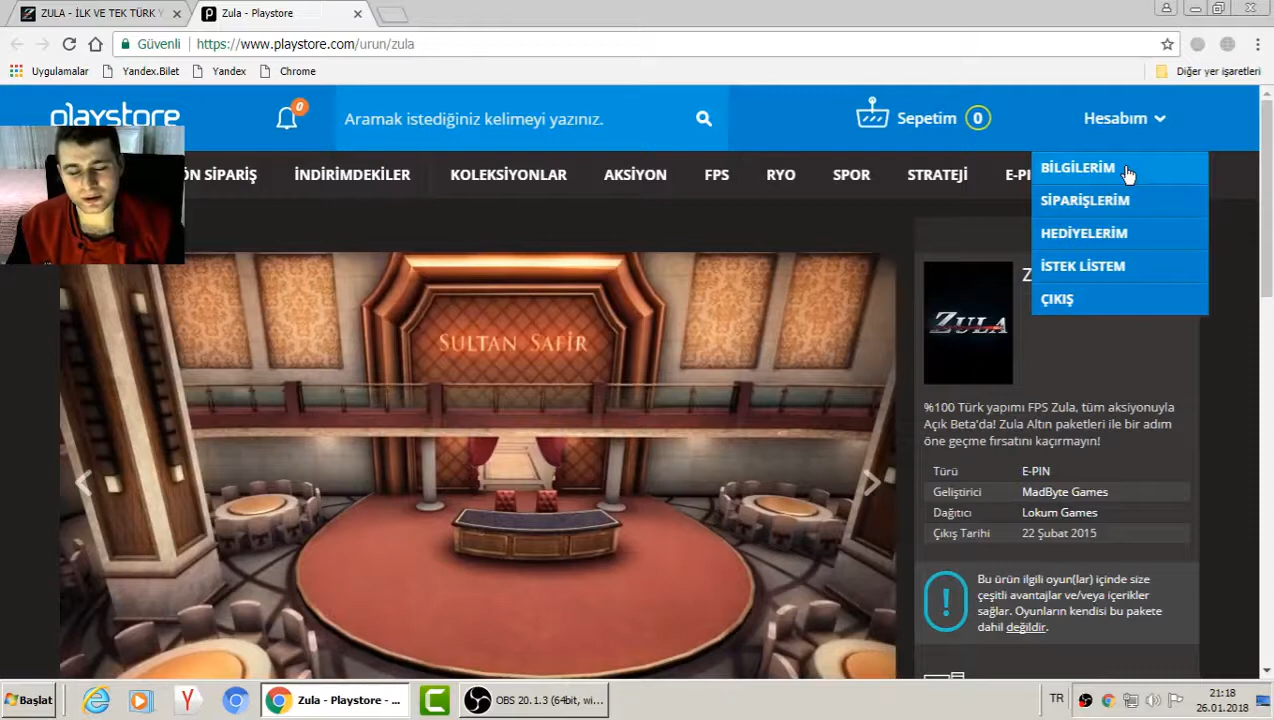 ZULA - İLK VE TEK TÜRK
Zula - Playstore
Güvenli
https://www.playstore.com/urun/zula
Uygulamalar
Yandex.Bilet
Yandex
Chrome
Diğer yer işaretleri
playstore
0
Aramak istediğiniz kelimeyi yazınız.
Sepetim 0
Hesabım
SİPARİŞ
İNDİRİMDEKİLER
KOLEKSİYONLAR
AKSİYON
FPS
RYO
SPOR
STRATEJİ
BİLGİLERİM
SİPARİŞLERİM
HEDİYELERİM
İSTEK LİSTEM
ÇIKIŞ
SULTAN SAFİR
ZULA
%100 Türk yapımı FPS Zula, tüm aksiyonuyla
Açık Beta'da! Zula Altın paketleri ile bir adım
öne geçme fırsatını kaçırmayın!
Türü E-PIN
Geliştirici MadByte Games
Dağıtıcı Lokum Games
Çıkış Tarihi 22 Şubat 2015
Bu ürün ilgili oyun(lar) içinde size
çeşitli avantajlar ve/veya içerikler
sağlar. Oyunların kendisi bu pakete
dahil değildir.
Başlat
Zula - Playstore - ...
OBS 20.1.3 (64bit, wi...
TR
21:18
26.01.2018